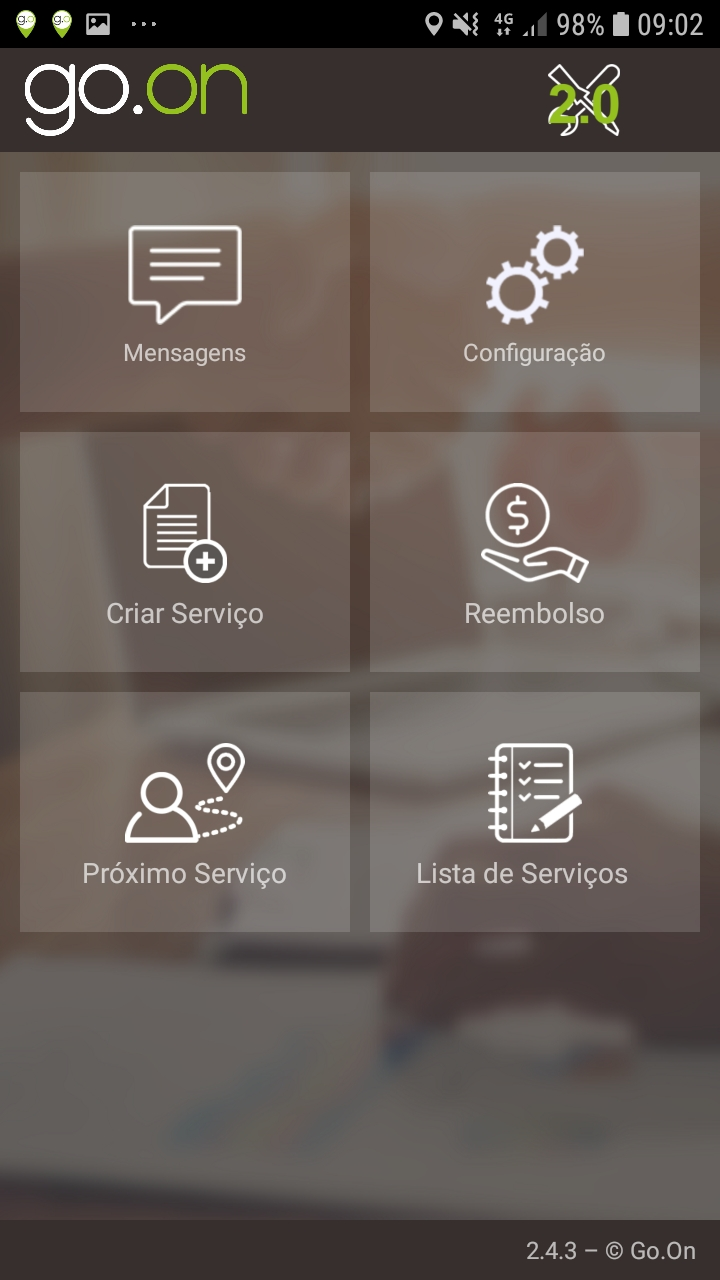 98% 09:02
4G
go.on
2.0
Mensagens
Configuração
Criar Serviço
Reembolso
Próximo Serviço
Lista de Serviços
2.4.3 – © Go.On